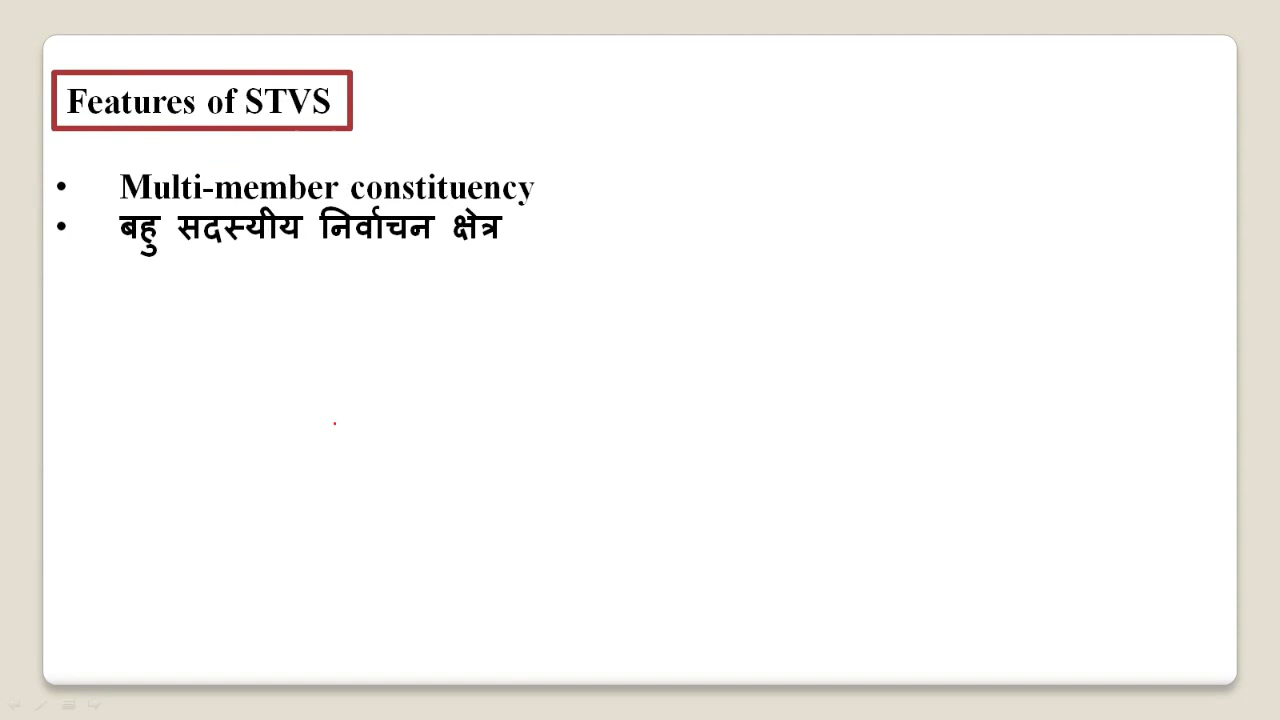 Features of STVS
• Multi-member constituency
• बहु सदस्यीय निर्वाचन क्षेत्र